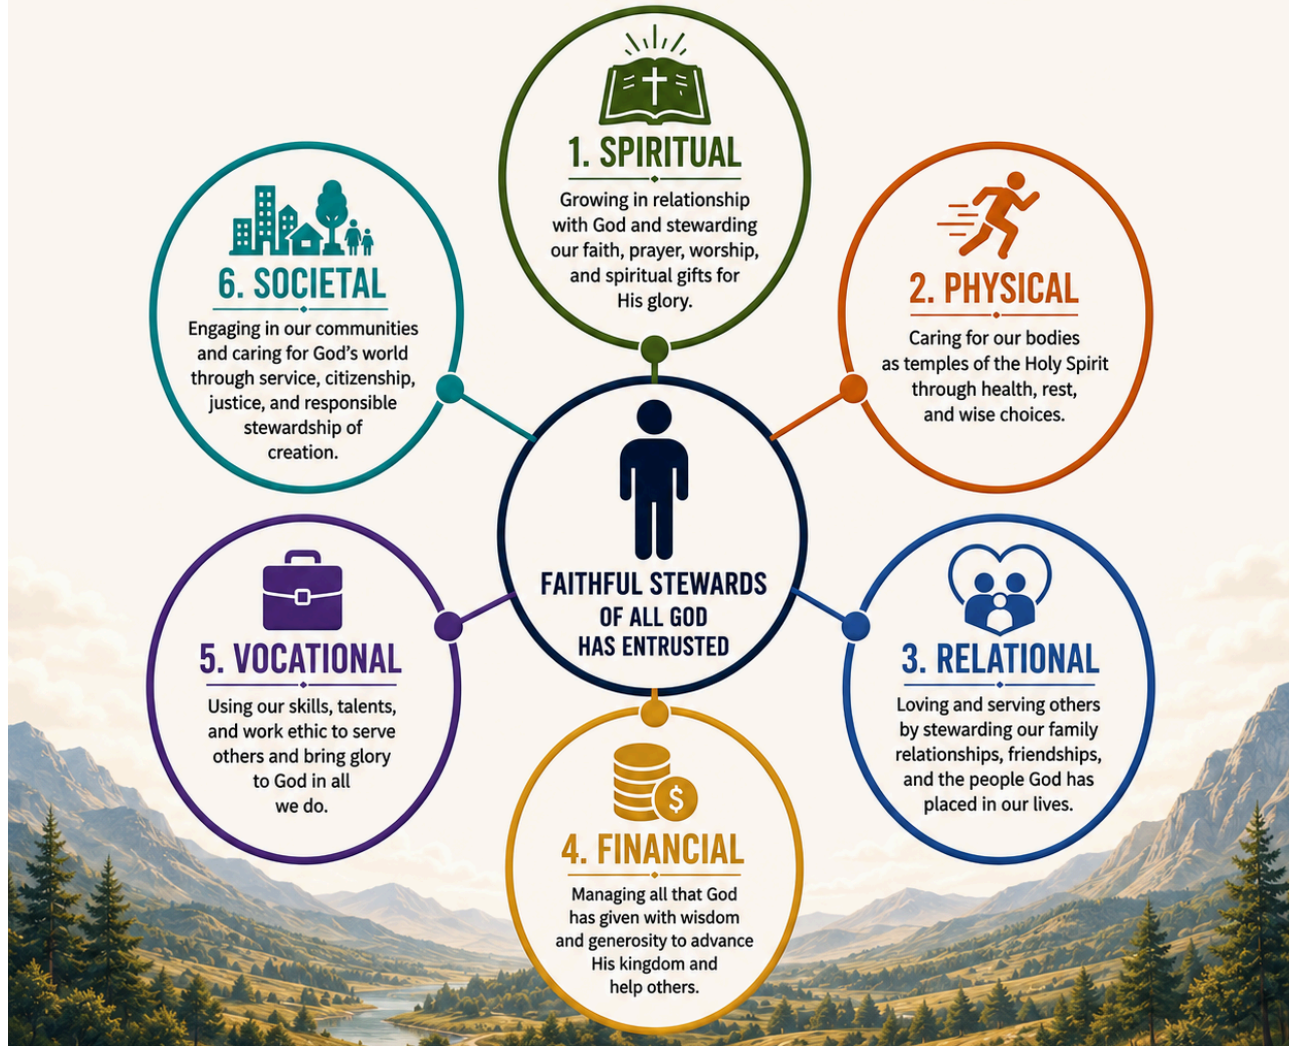 1. SPIRITUAL
Growing in relationship
with God and stewarding
our faith, prayer, worship,
and spiritual gifts for
His glory.
2. PHYSICAL
Caring for our bodies
as temples of the Holy Spirit
through health, rest,
and wise choices.
3. RELATIONAL
Loving and serving others
by stewarding our family
relationships, friendships,
and the people God has
placed in our lives.
4. FINANCIAL
$
Managing all that God
has given with wisdom
and generosity to advance
His kingdom and
help others.
5. VOCATIONAL
Using our skills, talents,
and work ethic to serve
others and bring glory
to God in all
we do.
6. SOCIETAL
Engaging in our communities
and caring for God's world
through service, citizenship,
justice, and responsible
stewardship of
creation.
FAITHFUL STEWARDS
OF ALL GOD
HAS ENTRUSTED